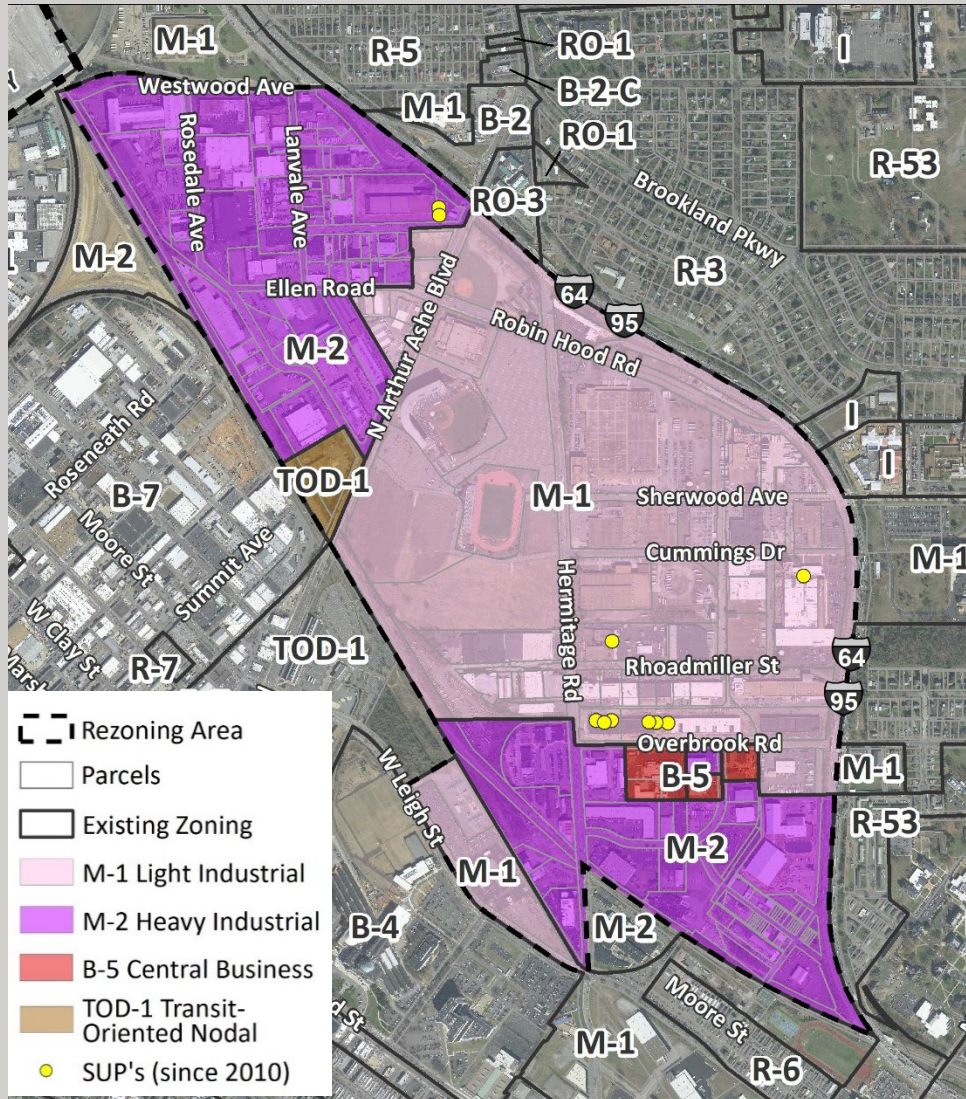 M-1
R-5
RO-1
B-2-C
I
Westwood Ave
M-1
B-2
RO-1
Rosedale Ave
Lanvale Ave
RO-3
R-53
Brookland Pkwy
M-2
R-3
Ellen Road
64
95
N Arthur Ashe Blvd
Robin Hood Rd
M-2
I
I
Roseneath Rd
TOD-1
B-7
M-1
Sherwood Ave
Moore St
Summit Ave
Cummings Dr
M-1
Hermitage Rd
W Clay St
TOD-1
R-7
Rhoadmiller St
64
95
Overbrook Rd
B-5
M-1
W Leigh St
R-53
M-1
M-2
B-4
M-2
Moore St
M-1
R-6
Rezoning Area
Parcels
Existing Zoning
M-1 Light Industrial
M-2 Heavy Industrial
B-5 Central Business
TOD-1 Transit-
Oriented Nodal
SUP's (since 2010)